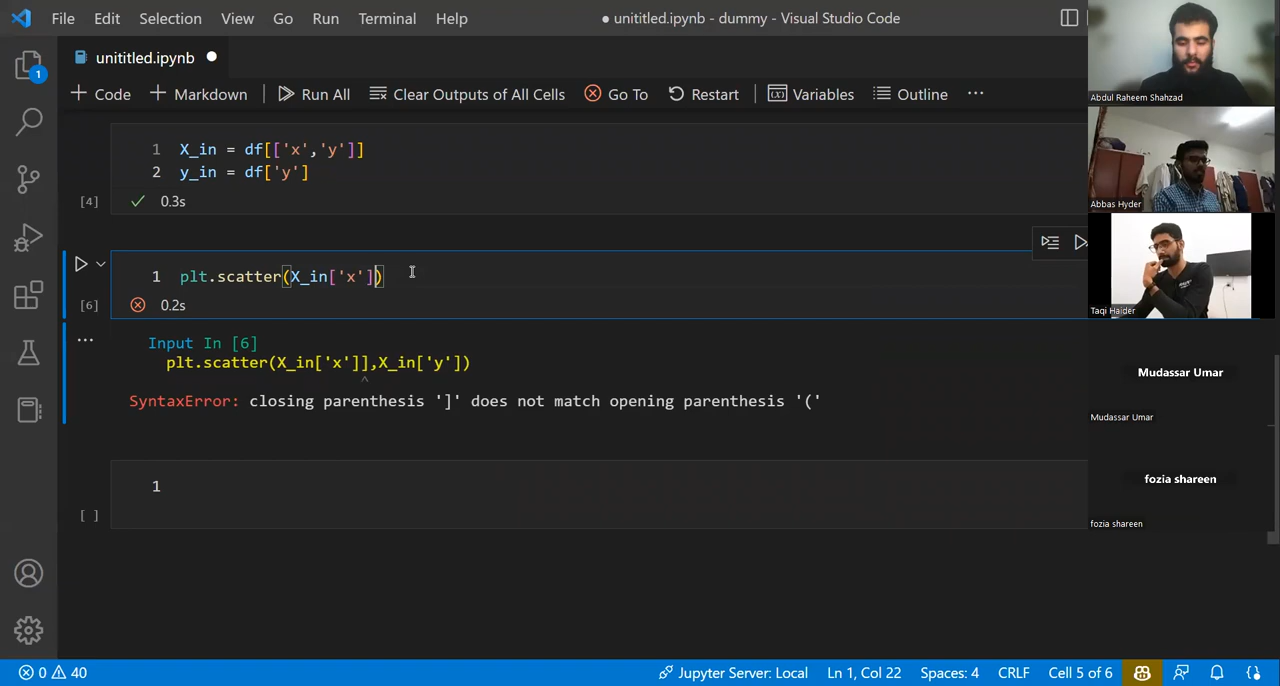 File Edit Selection View Go Run Terminal Help ● unititled.ipynb - dummy - Visual Studio Code
unititled.ipynb ●
+ Code + Markdown Run All Clear Outputs of All Cells Go To Restart Variables Outline ...
1 X_in = df[['x','y']]
2 y_in = df['y']
[4] 0.3s
1 plt.scatter(X_in['x'])
[6] 0.2s
Input In [6]
plt.scatter(X_in['x']],X_in['y'])
^
SyntaxError: closing parenthesis ']' does not match opening parenthesis '('
1
[ ]
1
Abdul Raheem Shahzad
Abbas Hyder
Taqi Haider
Mudassar Umar
Mudassar Umar
fozia shareen
fozia shareen
0 40 Jupyter Server: Local Ln 1, Col 22 Spaces: 4 CRLF Cell 5 of 6